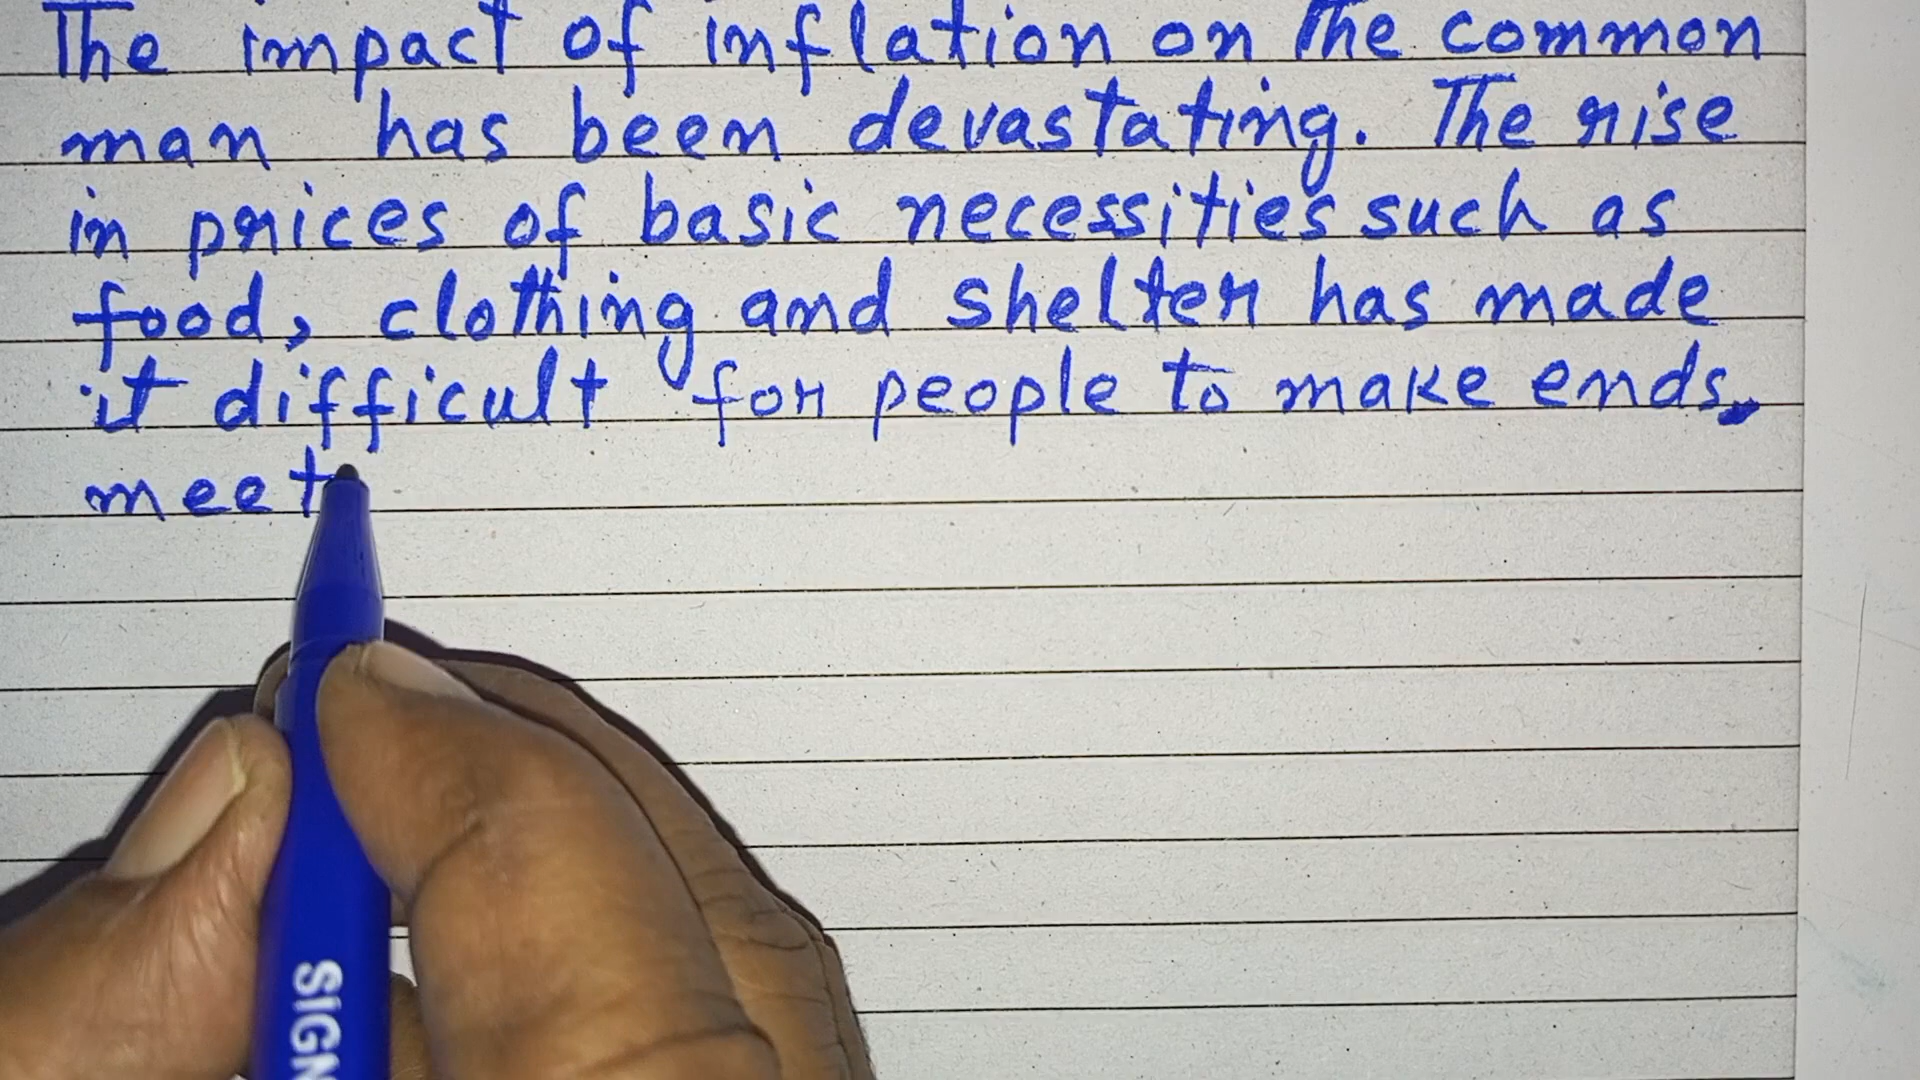 The impact of inflation on the common
man has been devastating. The rise
in prices of basic necessities such as
food, clothing and shelter has made
it difficult for people to make ends
meet
SIGN